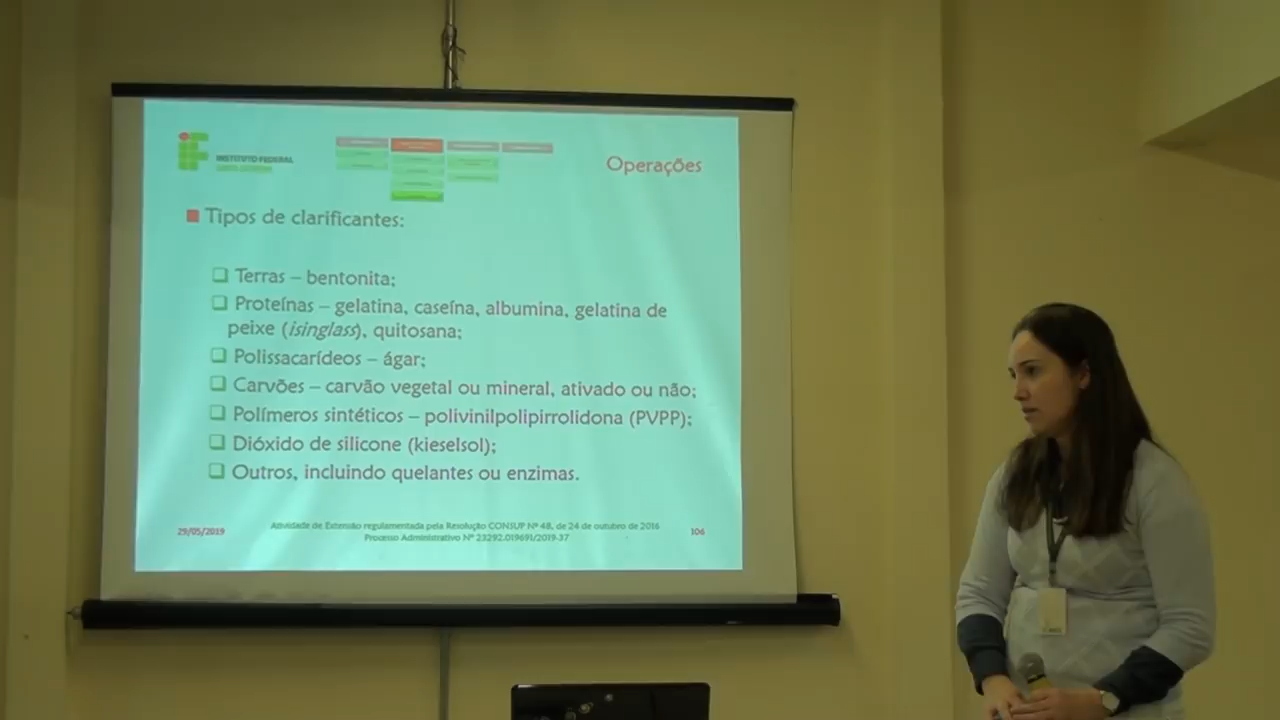 INSTITUTO FEDERAL
Operações
Tipos de clarificantes:
Terras – bentonita;
Proteínas – gelatina, caseína, albumina, gelatina de
peixe (isinglass), quitosana;
Polissacarídeos – ágar;
Carvões – carvão vegetal ou mineral, ativado ou não;
Polímeros sintéticos – polivinilpolipirrolidona (PVPP);
Dióxido de silicone (kieselsol);
Outros, incluindo quelantes ou enzimas.
29/05/2019
Atividade de Extensão regulamentada pela Resolução CONSUP Nº 48, de 24 de outubro de 2016
Processo Administrativo Nº 23292.019691/2019-37
106